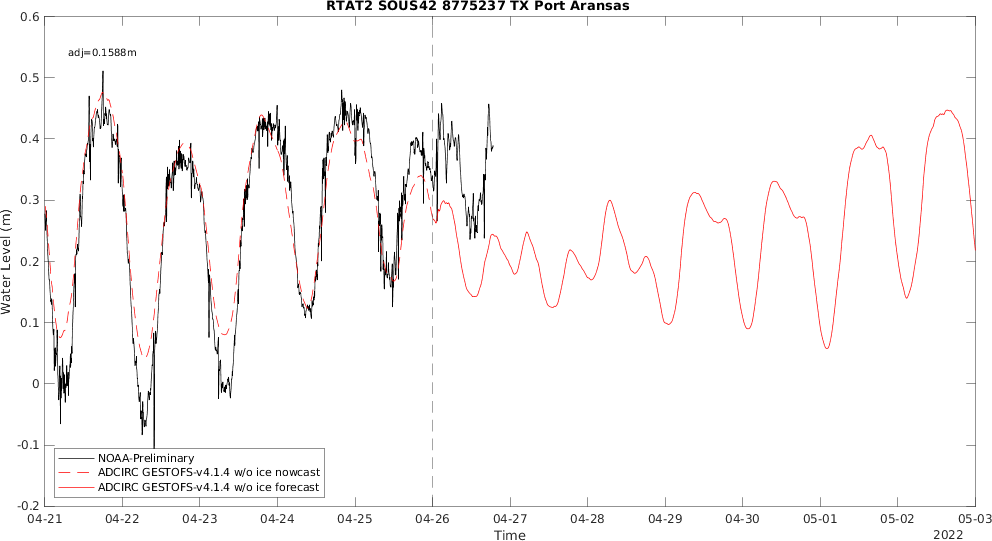 RTAT2 SOUS42 8775237 TX Port Aransas
0.6
adj=0.1588m
0.5
0.4
0.3
0.2
0.1
0
-0.1
-0.2
Water Level (m)
NOAA-Preliminary
ADCIRC GESTOFS-v4.1.4 w/o ice nowcast
ADCIRC GESTOFS-v4.1.4 w/o ice forecast
04-21 04-22 04-23 04-24 04-25 04-26 04-27 04-28 04-29 04-30 05-01 05-02 05-03
Time
2022